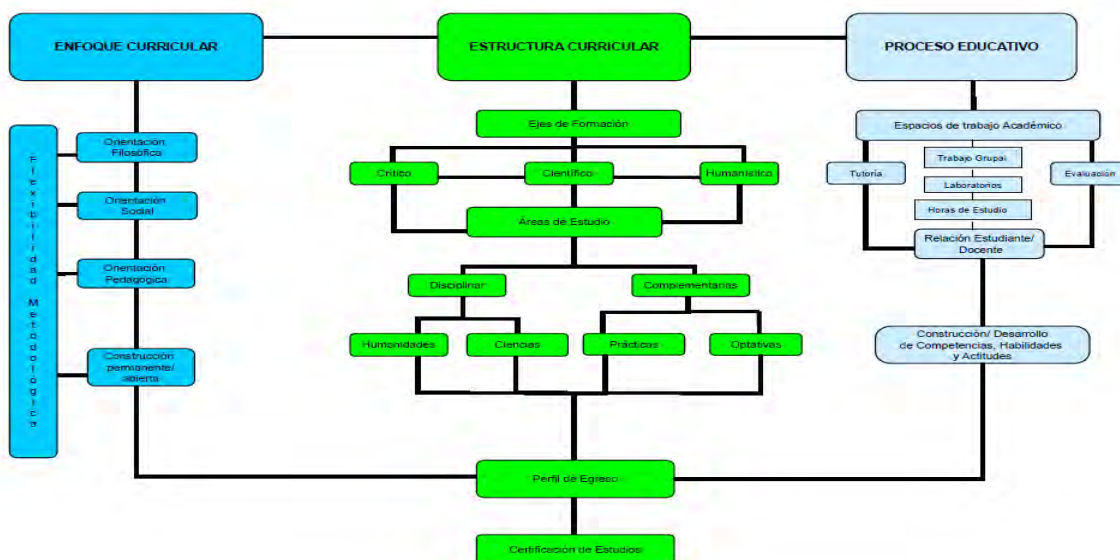 ENFOQUE CURRICULAR
ESTRUCTURA CURRICULAR
PROCESO EDUCATIVO
Flexibilidad Metodológica
Orientación
Filosófica
Orientación
Social
Orientación
Pedagógica
Construcción
permanente/
abierta
Ejes de Formación
Crítico
Científico
Humanístico
Áreas de Estudio
Disciplinar
Complementarias
Humanidades
Ciencias
Prácticas
Optativas
Espacios de trabajo Académico
Tutoría
Trabajo Grupal
Laboratorios
Horas de Estudio
Evaluación
Relación Estudiante/
Docente
Construcción/ Desarrollo
de Competencias, Habilidades
y Actitudes
Perfil de Egreso
Certificación de Estudios